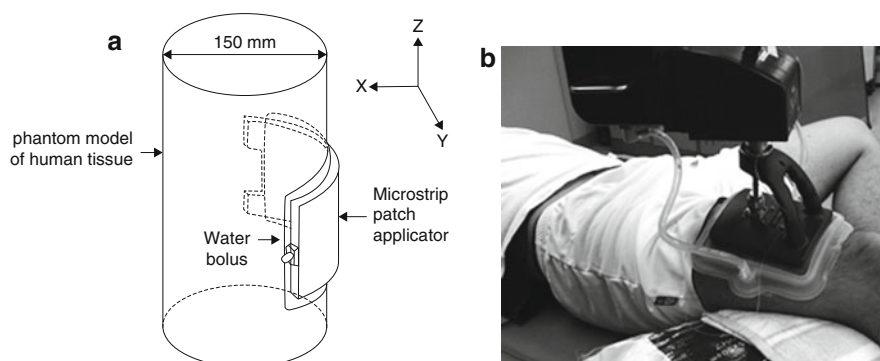 a
150 mm
Z
X
Y
phantom model
of human tissue
Water
bolus
Microstrip
patch
applicator
b